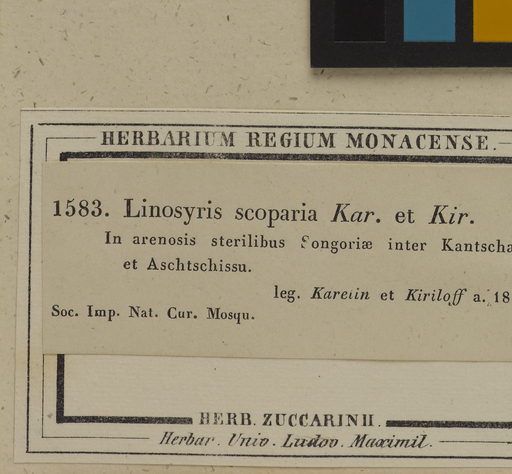 HERBARIUM REGIUM MONACENSE.
1583. Linosyris scoparia Kar. et Kir.
In arenosis sterilibus Songoriæ inter Kantscha
et Aschtschissu.
leg. Karelin et Kiriloff a. 18
Soc. Imp. Nat. Cur. Mosqu.
HERB. ZUCCARINII.
Herbar. Univ. Ludov. Maximil.